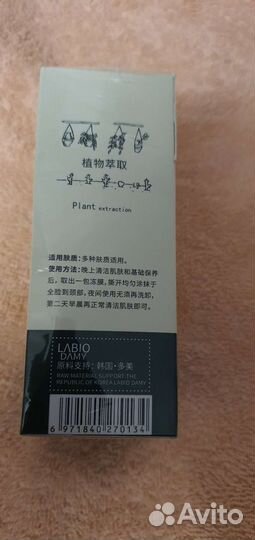 植物萃取
Plant extraction
适用肤质：多种肤质适用。
使用方法：晚上清洁肌肤和基础保养
后，取出一包冻膜，撕开均匀涂抹于
全脸到颈部，夜间使用无须再洗卸，
第二天早晨再正常清洁肌肤即可。
LABIO
DAMY
原料支持：韩国·多美
RAW MATERIAL SUPPORT:THE
REPUBLIC OF KOREA LABIO DAMY
6 971840 270134
Avito